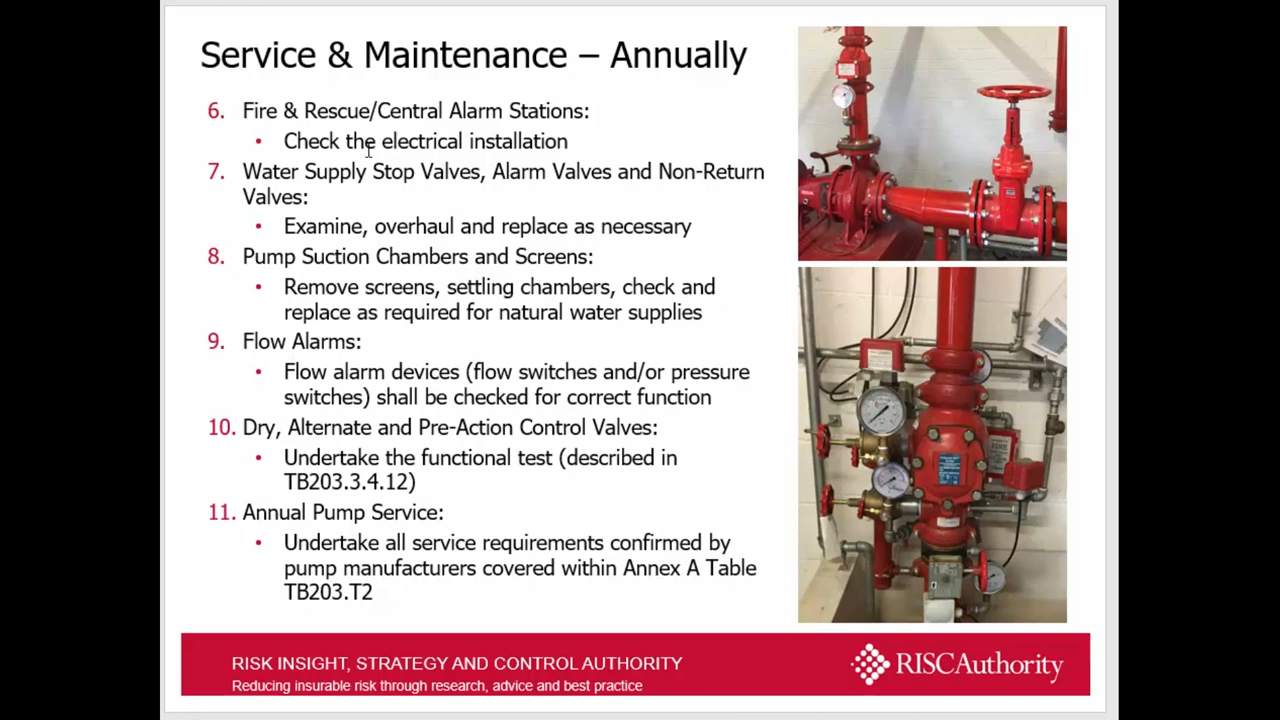 Service & Maintenance – Annually
6. Fire & Rescue/Central Alarm Stations:
• Check the electrical installation
7. Water Supply Stop Valves, Alarm Valves and Non-Return
Valves:
• Examine, overhaul and replace as necessary
8. Pump Suction Chambers and Screens:
• Remove screens, settling chambers, check and
replace as required for natural water supplies
9. Flow Alarms:
• Flow alarm devices (flow switches and/or pressure
switches) shall be checked for correct function
10. Dry, Alternate and Pre-Action Control Valves:
• Undertake the functional test (described in
TB203.3.4.12)
11. Annual Pump Service:
• Undertake all service requirements confirmed by
pump manufacturers covered within Annex A Table
TB203.T2
RISK INSIGHT, STRATEGY AND CONTROL AUTHORITY
Reducing insurable risk through research, advice and best practice
RISCAuthority